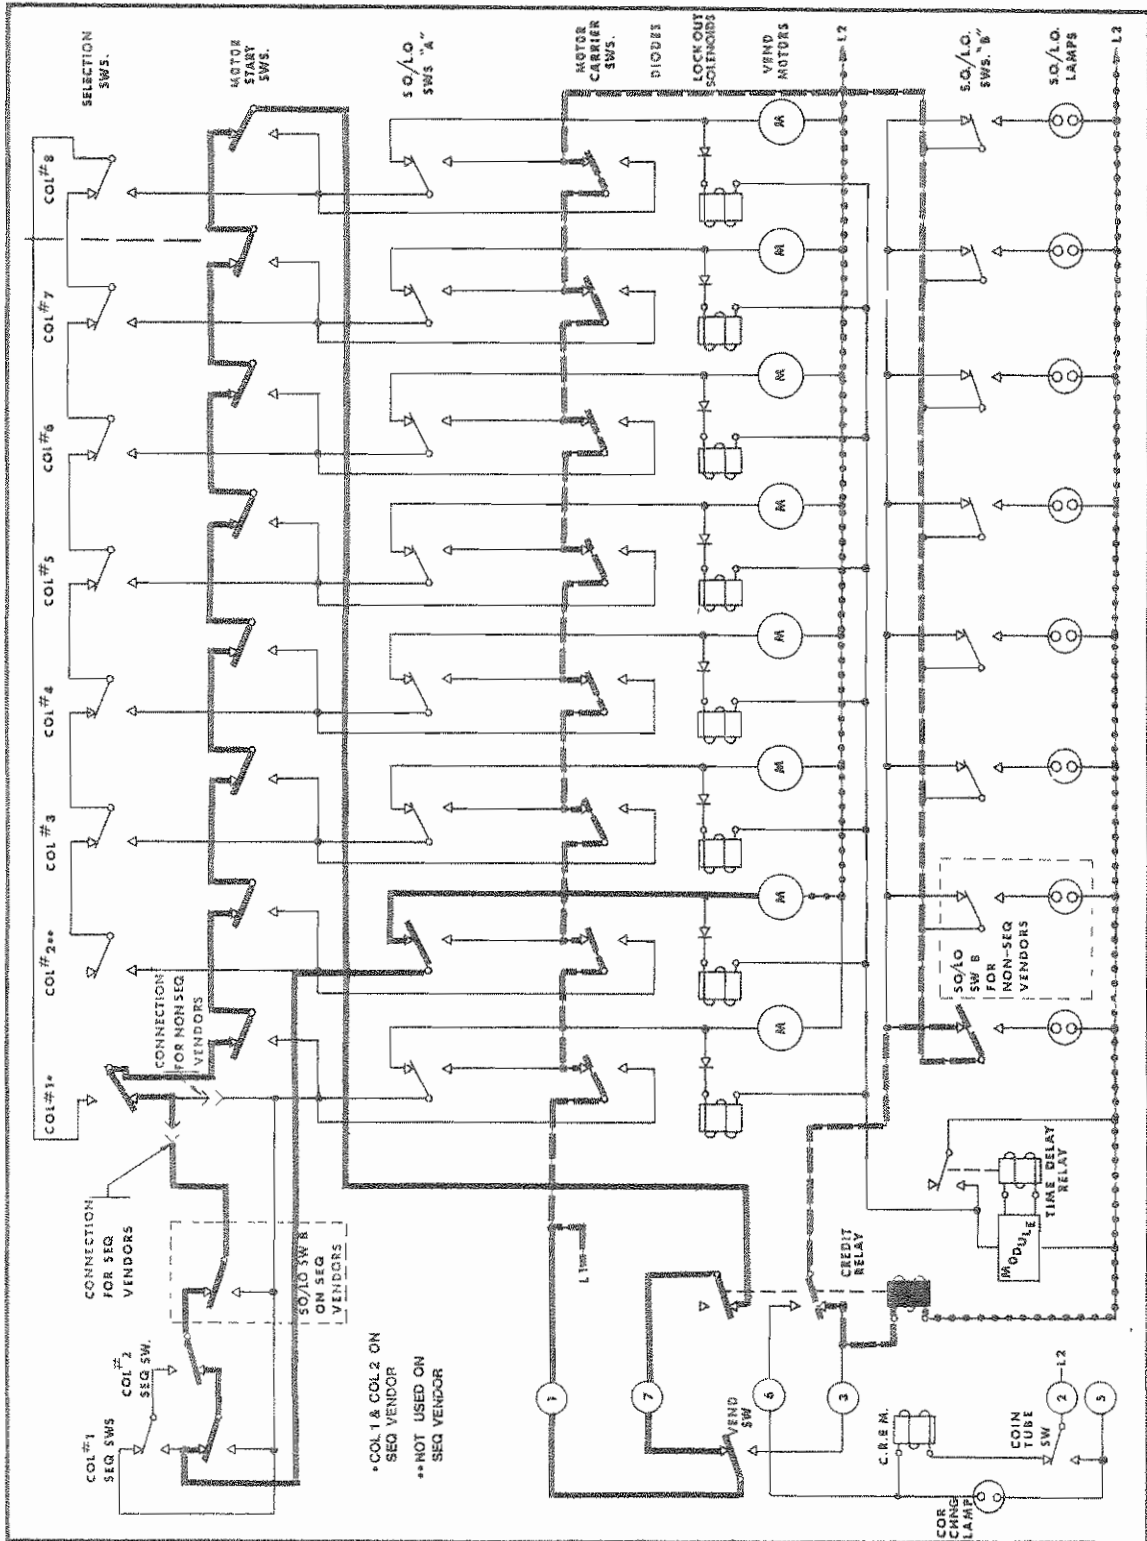 SELECTION
SWS.
MOTOR
START
SWS.
S O/L O
SWS "A"
MOTOR
CARRIER
SWS.
DIODES
LOCKOUT
SOLENOIDS
VEND
MOTORS
L2
S.O./L.O.
SWS. "B"
S.O./L.O.
LAMPS
L2
COL#8
COL#7
COL#6
COL#5
COL#4
COL #3
COL#2**
COL#1*
M
M
M
M
M
M
M
M
CONNECTION
FOR NON SEQ
VENDORS
CONNECTION
FOR SEQ
VENDORS
SO/LO SW B
ON SEQ
VENDORS
SO/LO
SW B
FOR
NON-SEQ
VENDORS
COL#2
SEQ SW.
COL#1
SEQ SWS
*COL 1 & COL 2 ON
SEQ VENDOR
**NOT USED ON
SEQ VENDOR
L1
1
7
6
3
2
5
VEND
SW
CREDIT
RELAY
MODULE
TIME DELAY
RELAY
C.R.E.M.
COIN
TUBE
SW
L2
COR
CHNG
LAMP